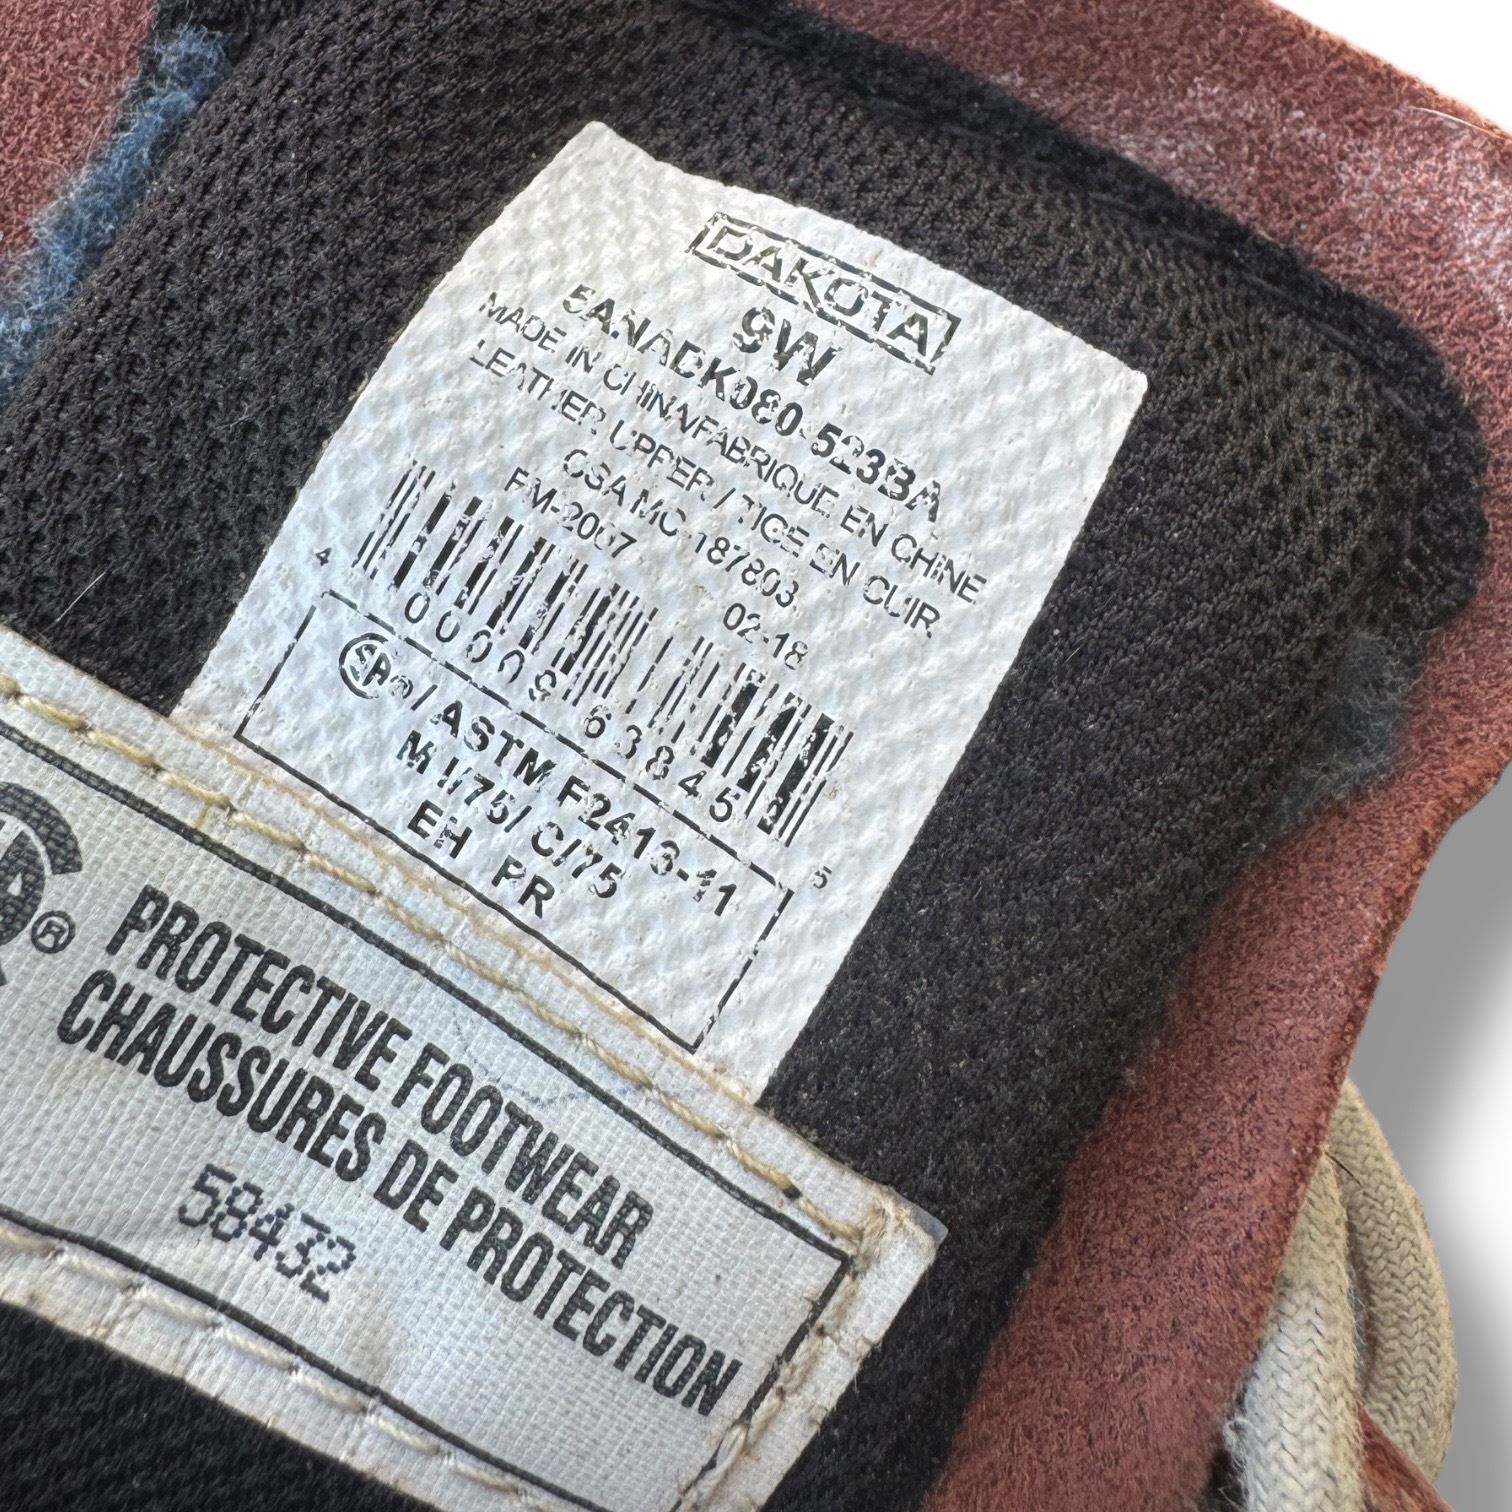 DAKOTA
9W
5ANADK080-523BA
MADE IN CHINA/FABRIQUE EN CHINE
LEATHER UPPER / TIGE EN CUIR
CSA MC 187803
FM-2007 02-18
4 00009 63845 5
CSA® / ASTM F2413-11
M I/75/ C/75
EH PR
®
PROTECTIVE FOOTWEAR
CHAUSSURES DE PROTECTION
58432